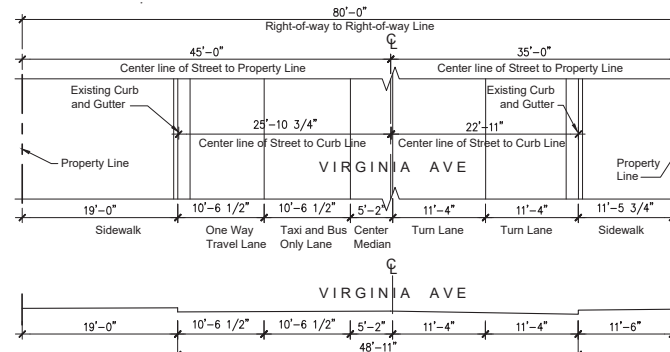 80'-0"
Right-of-way to Right-of-way Line
℄
45'-0" 35'-0"
Center line of Street to Property Line Center line of Street to Property Line
Existing Curb and Gutter
Existing Curb and Gutter
25'-10 3/4" 22'-11"
Center line of Street to Curb Line Center line of Street to Curb Line
Property Line
VIRGINIA AVE
Property Line
19'-0" 10'-6 1/2" 10'-6 1/2" 5'-2" 11'-4" 11'-4" 11'-5 3/4"
Sidewalk One Way Travel Lane Taxi and Bus Only Lane Center Median Turn Lane Turn Lane Sidewalk
℄
VIRGINIA AVE
19'-0" 10'-6 1/2" 10'-6 1/2" 5'-2" 11'-4" 11'-4" 11'-6"
48'-11"